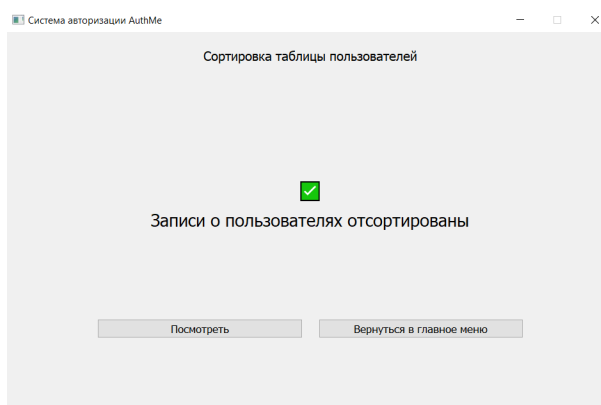 Система авторизации AuthMe
Сортировка таблицы пользователей
Записи о пользователях отсортированы
Посмотреть
Вернуться в главное меню